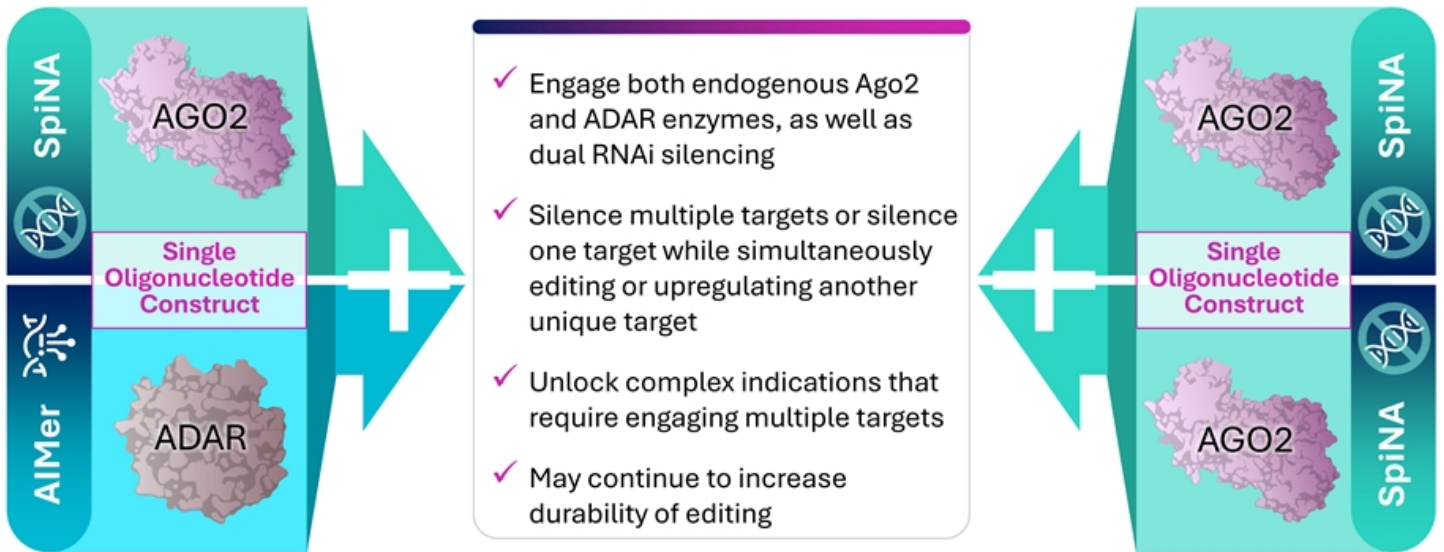 SpiNA
AGO2
Single
Oligonucleotide
Construct
AIMer
ADAR
✓ Engage both endogenous Ago2
and ADAR enzymes, as well as
dual RNAi silencing
✓ Silence multiple targets or silence
one target while simultaneously
editing or upregulating another
unique target
✓ Unlock complex indications that
require engaging multiple targets
✓ May continue to increase
durability of editing
AGO2
SpiNA
Single
Oligonucleotide
Construct
AGO2
SpiNA